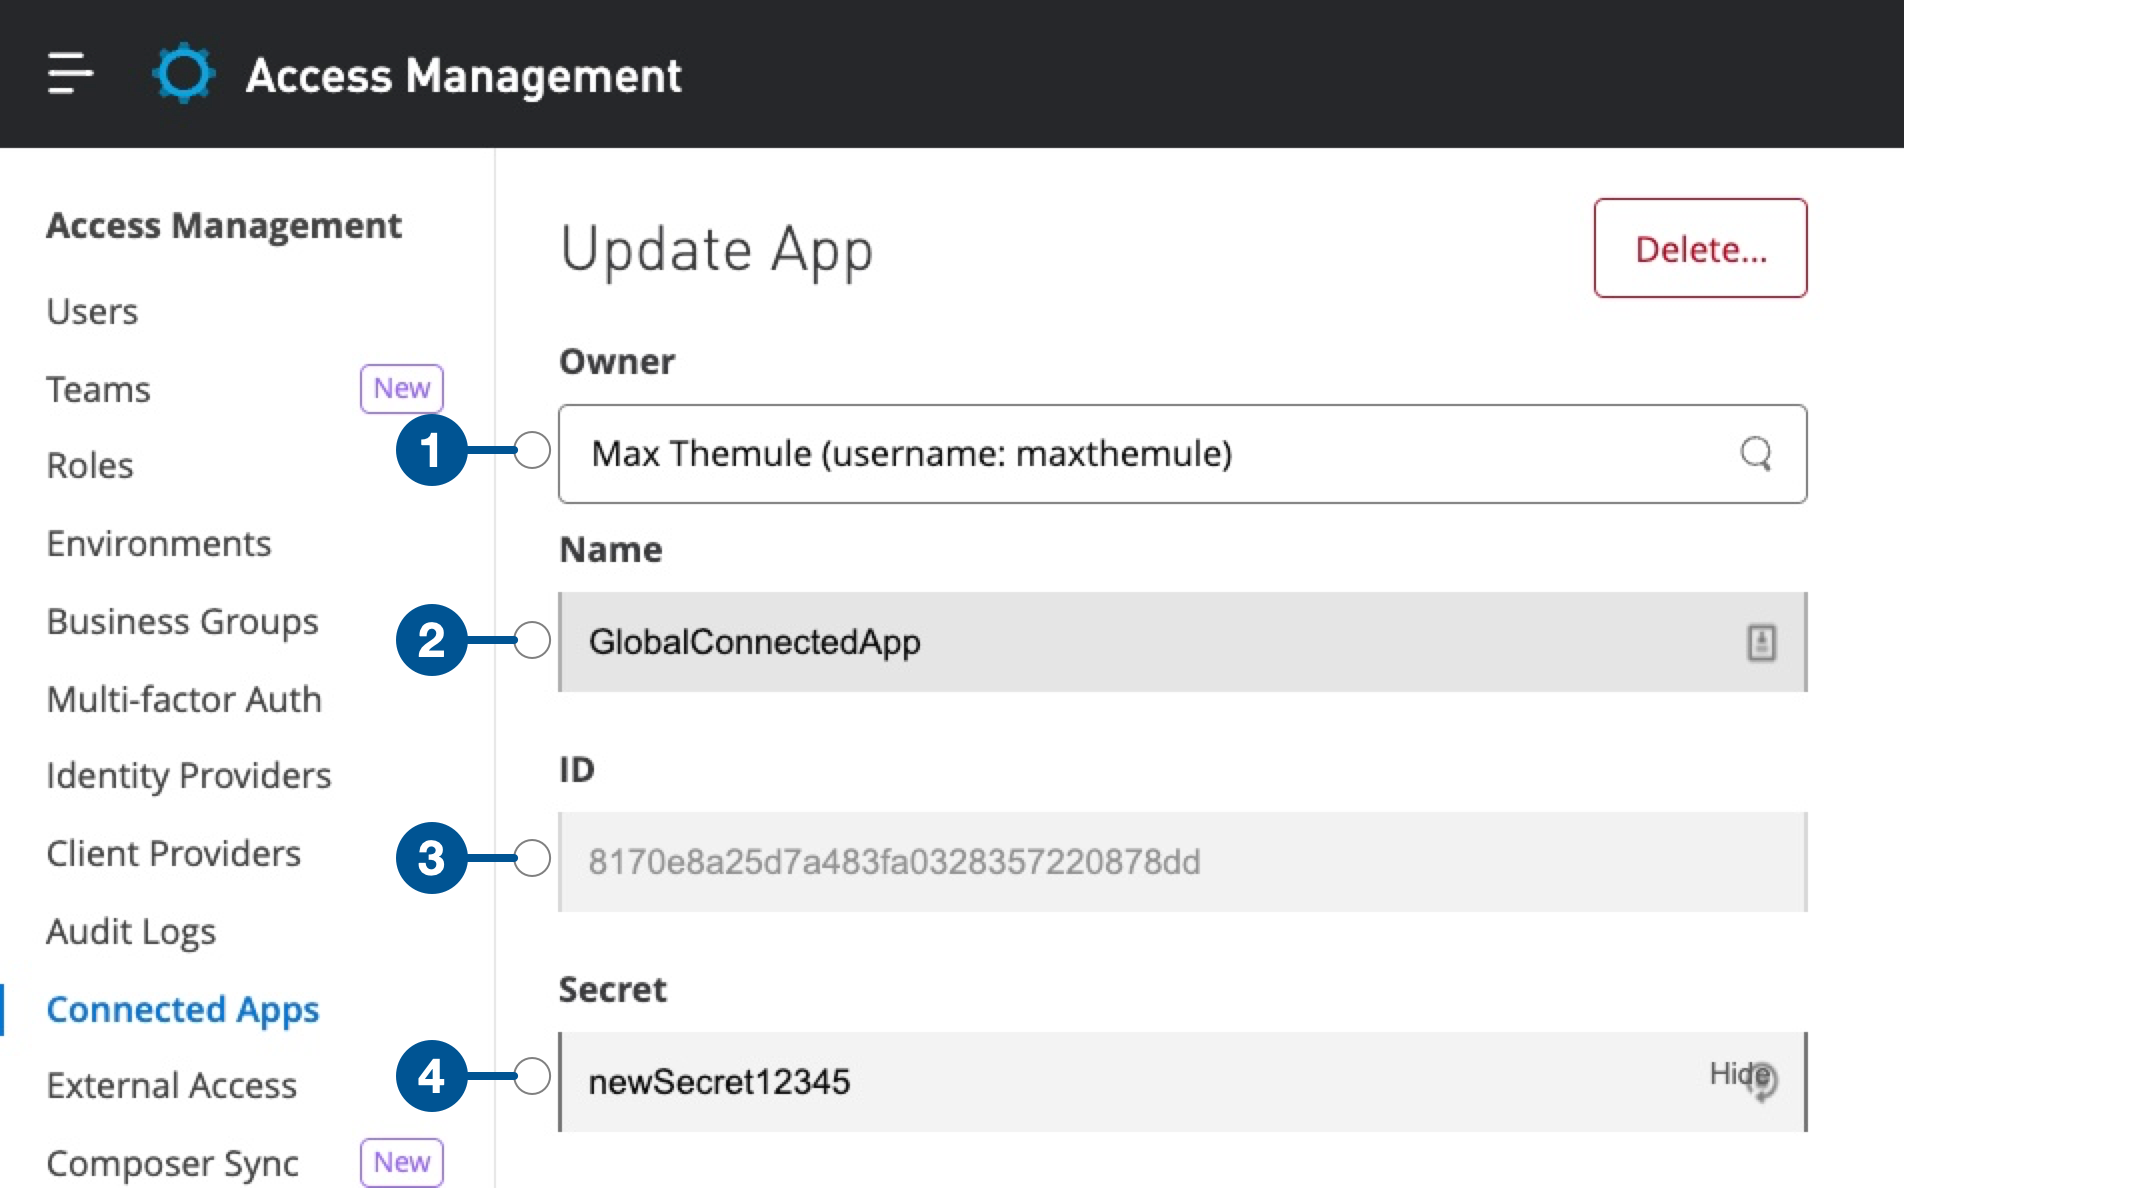 Access Management
Access Management
Users
Teams New
Roles
Environments
Business Groups
Multi-factor Auth
Identity Providers
Client Providers
Audit Logs
Connected Apps
External Access
Composer Sync New
Update App
Delete...
Owner
1 Max Themule (username: maxthemule)
Name
2 GlobalConnectedApp
ID
3 8170e8a25d7a483fa0328357220878dd
Secret
4 newSecret12345 Hide